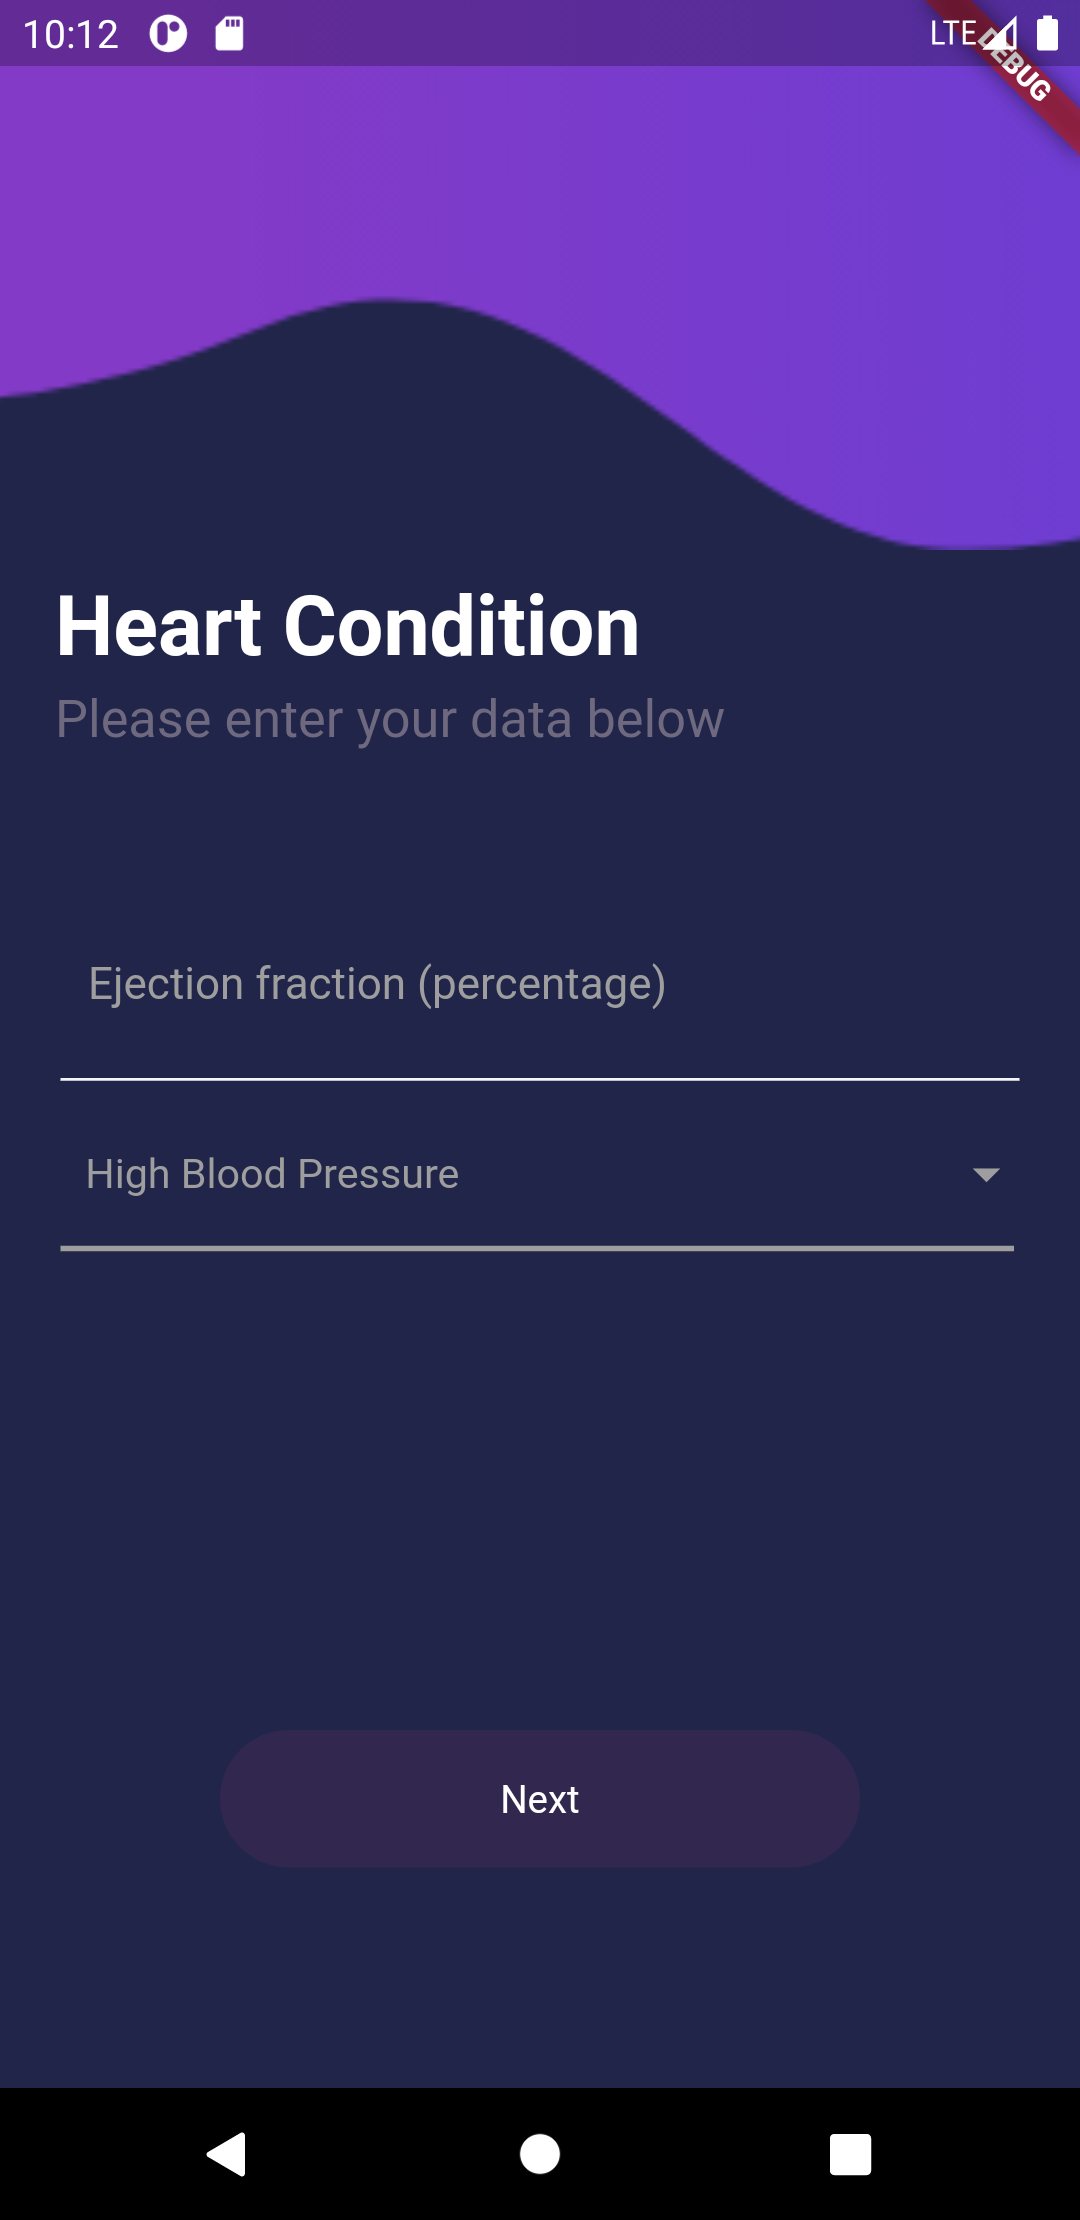 10:12
LTE
DEBUG
Heart Condition
Please enter your data below
Ejection fraction (percentage)
High Blood Pressure
Next